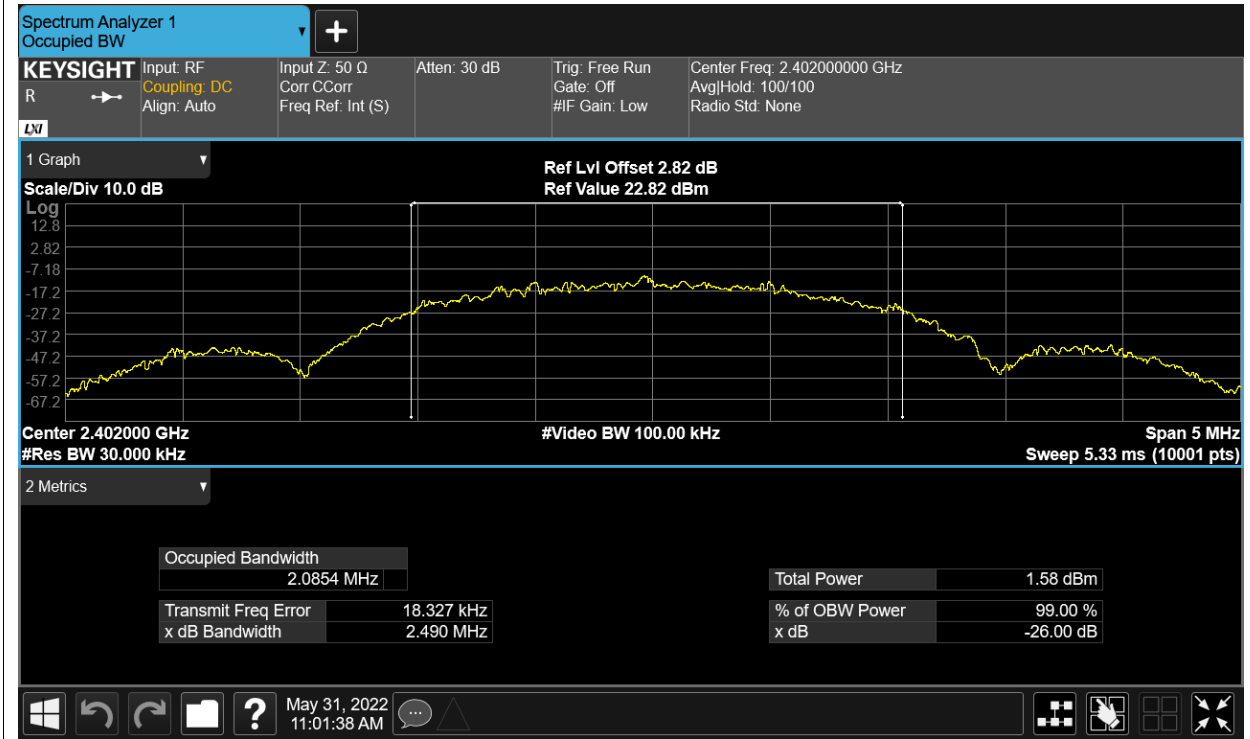 Spectrum Analyzer 1
Occupied BW
KEYSIGHT
R
LXI
Input: RF
Coupling: DC
Align: Auto
Input Z: 50 Ω
Corr CCorr
Freq Ref: Int (S)
Atten: 30 dB
Trig: Free Run
Gate: Off
#IF Gain: Low
Center Freq: 2.402000000 GHz
Avg|Hold: 100/100
Radio Std: None
1 Graph
Scale/Div 10.0 dB
Ref Lvl Offset 2.82 dB
Ref Value 22.82 dBm
Log
12.8
2.82
-7.18
-17.2
-27.2
-37.2
-47.2
-57.2
-67.2
Center 2.402000 GHz
#Video BW 100.00 kHz
Span 5 MHz
#Res BW 30.000 kHz
Sweep 5.33 ms (10001 pts)
2 Metrics
Occupied Bandwidth
2.0854 MHz
Total Power 1.58 dBm
Transmit Freq Error 18.327 kHz
% of OBW Power 99.00 %
x dB Bandwidth 2.490 MHz
x dB -26.00 dB
?
May 31, 2022
11:01:38 AM